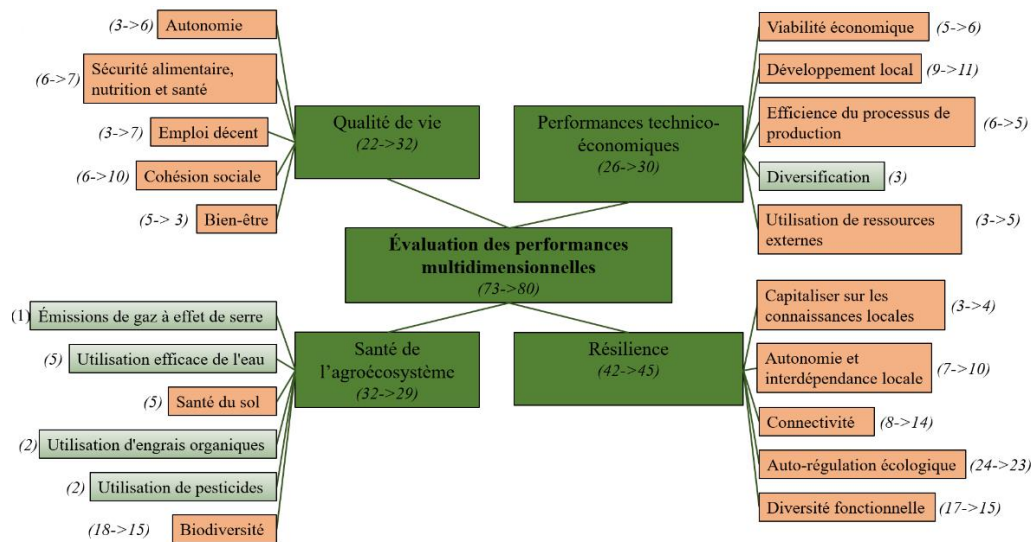 (3->6) Autonomie
(6->7) Sécurité alimentaire,
nutrition et santé
(3->7) Emploi décent
(6->10) Cohésion sociale
(5-> 3) Bien-être
Qualité de vie
(22->32)
Performances technico-
économiques
(26->30)
Viabilité économique (5->6)
Développement local (9->11)
Efficience du processus de
production (6->5)
Diversification (3)
Utilisation de ressources
externes (3->5)
Évaluation des performances
multidimensionnelles
(73->80)
(1) Émissions de gaz à effet de serre
(5) Utilisation efficace de l'eau
(5) Santé du sol
(2) Utilisation d'engrais organiques
(2) Utilisation de pesticides
(18->15) Biodiversité
Santé de
l’agroécosystème
(32->29)
Résilience
(42->45)
Capitaliser sur les
connaissances locales (3->4)
Autonomie et
interdépendance locale (7->10)
Connectivité (8->14)
Auto-régulation écologique (24->23)
Diversité fonctionnelle (17->15)